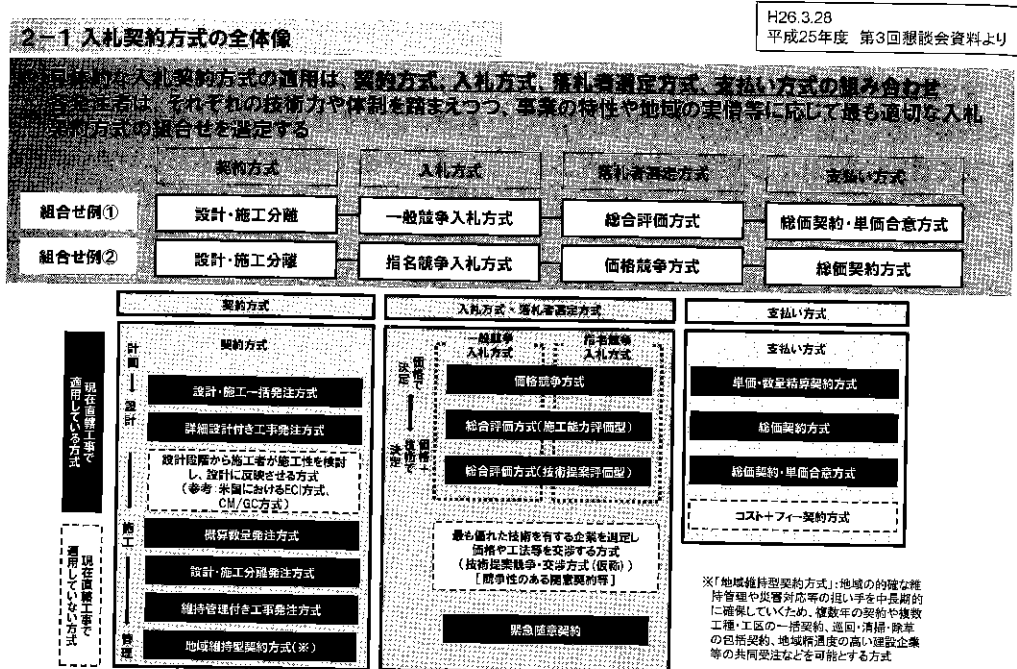 H26.3.28
平成25年度 第3回懇談会資料より
2－1 入札契約方式の全体像
入札契約方式の適用は、契約方式、入札方式、落札者選定方式、支払い方式の組み合わせ
各発注者は、それぞれの技術力や体制を踏まえつつ、事業の特性や地域の実情等に応じて最も適切な入札
契約方式の組合せを選定する
契約方式 入札方式 落札者選定方式 支払い方式
組合せ例① 設計・施工分離 一般競争入札方式 総合評価方式 総価契約・単価合意方式
組合せ例② 設計・施工分離 指名競争入札方式 価格競争方式 総価契約方式
契約方式
入札方式・落札者選定方式
支払い方式
現在直轄工事で
適用している方式
現在直轄工事で
適用していない方式
計画
設計
施工
管理
契約方式
設計・施工一括発注方式
詳細設計付き工事発注方式
設計段階から施工者が施工性を検討
し、設計に反映させる方式
(参考：米国におけるECI方式、
CM/GC方式)
概算数量発注方式
設計・施工分離発注方式
維持管理付き工事発注方式
地域維持型契約方式(※)
価格で
決定
価格＋
技術で
決定
一般競争
入札方式
指名競争
入札方式
価格競争方式
総合評価方式(施工能力評価型)
総合評価方式(技術提案評価型)
最も優れた技術を有する企業を選定し
価格や工法等を交渉する方式
(技術提案競争・交渉方式(仮称))
[競争性のある随意契約等]
緊急随意契約
支払い方式
単価・数量精算契約方式
総価契約方式
総価契約・単価合意方式
コスト＋フィー契約方式
※「地域維持型契約方式」：地域の的確な維
持管理や災害対応等の担い手を中長期的
に確保していくため、複数年の契約や複数
工種・工区の一括契約、巡回・清掃・除草
の包括契約、地域精通度の高い建設企業
等の共同受注などを可能とする方式